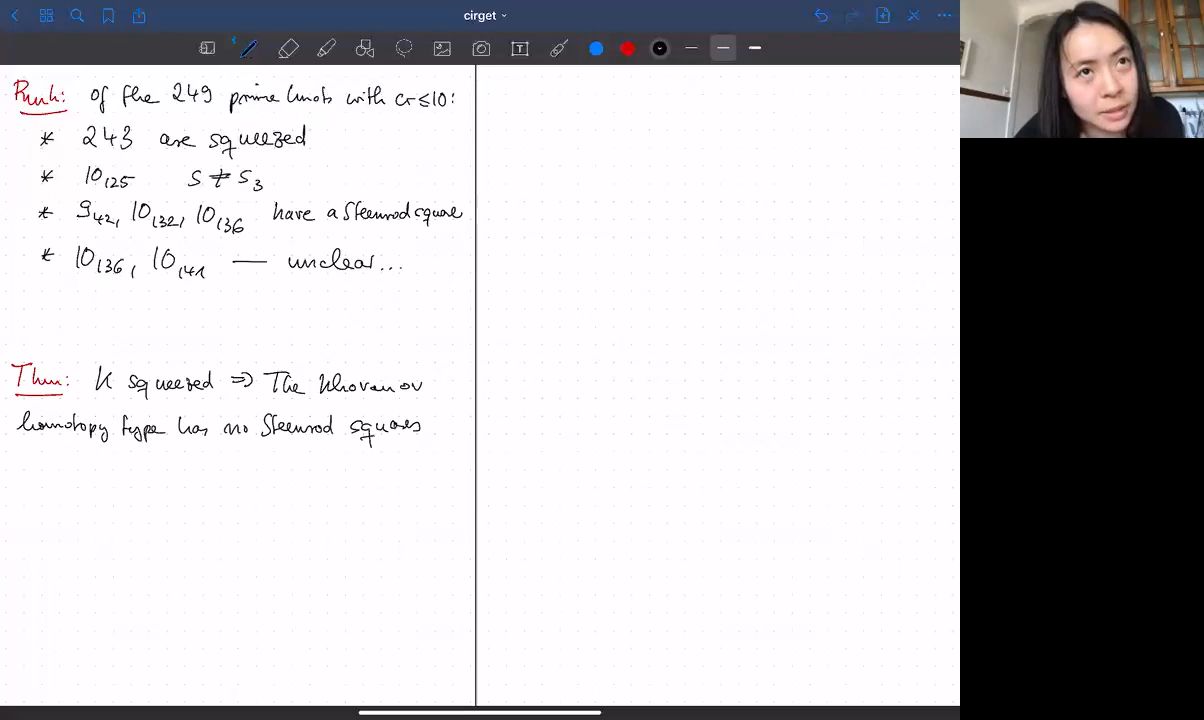 cirget
Rmk: of the 249 prime knots with cr ≤ 10:
* 243 are squeezed
* 10₁₂₅ s ≠ s₃
* 9₄₂, 10₁₃₂, 10₁₃₆ have a Steenrod square
* 10₁₃₆, 10₁₄₁ — unclear...
Thm: K squeezed ⇒ The Khovanov
homotopy type has no Steenrod squares